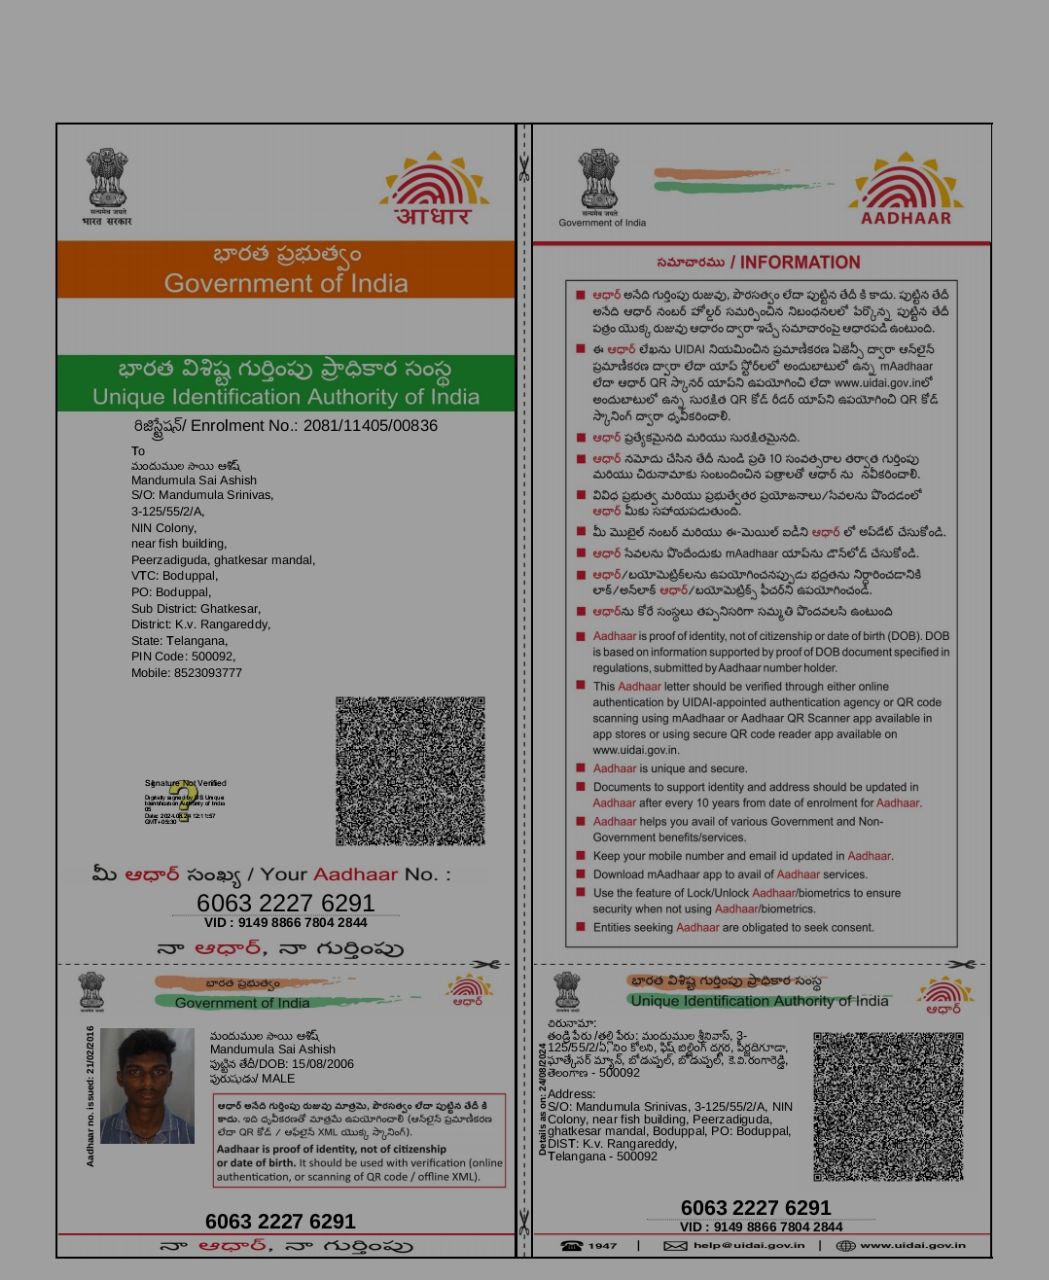 सत्यमेव जयते
भारत सरकार
आधार
భారత ప్రభుత్వం
Government of India
భారత విశిష్ట గుర్తింపు ప్రాధికార సంస్థ
Unique Identification Authority of India
రిజిస్ట్రేషన్/ Enrolment No.: 2081/11405/00836
To
మందుముల సాయి ఆశిష్
Mandumula Sai Ashish
S/O: Mandumula Srinivas,
3-125/55/2/A,
NIN Colony,
near fish building,
Peerzadiguda, ghatkesar mandal,
VTC: Boduppal,
PO: Boduppal,
Sub District: Ghatkesar,
District: K.v. Rangareddy,
State: Telangana,
PIN Code: 500092,
Mobile: 8523093777
Signature Not Verified
Digitally signed by DS Unique
Identification Authority of India
05
Date: 2024.08.24 12:11:57
GMT+05:30
మీ ఆధార్ సంఖ్య / Your Aadhaar No. :
6063 2227 6291
VID : 9149 8866 7804 2844
నా ఆధార్, నా గుర్తింపు
सत्यमेव जयते
Government of India
AADHAAR
సమాచారము / INFORMATION
ఆధార్ అనేది గుర్తింపు రుజువు, పౌరసత్వం లేదా పుట్టిన తేదీ కి కాదు. పుట్టిన తేదీ
అనేది ఆధార్ నంబర్ హోల్డర్ సమర్పించిన నిబంధనలలో పేర్కొన్న పుట్టిన తేదీ
పత్రం యొక్క రుజువు ఆధారం ద్వారా ఇచ్చే సమాచారంపై ఆధారపడి ఉంటుంది.
ఈ ఆధార్ లేఖను UIDAI నియమించిన ప్రమాణీకరణ ఏజెన్సీ ద్వారా ఆన్‌లైన్
ప్రమాణీకరణ ద్వారా లేదా యాప్ స్టోర్‌లలో అందుబాటులో ఉన్న mAadhaar
లేదా ఆధార్ QR స్కానర్ యాప్‌ని ఉపయోగించి లేదా www.uidai.gov.inలో
అందుబాటులో ఉన్న సురక్షిత QR కోడ్ రీడర్ యాప్‌ని ఉపయోగించి QR కోడ్
స్కానింగ్ ద్వారా ధృవీకరించాలి.
ఆధార్ ప్రత్యేకమైనది మరియు సురక్షితమైనది.
ఆధార్ నమోదు చేసిన తేదీ నుండి ప్రతి 10 సంవత్సరాల తర్వాత గుర్తింపు
మరియు చిరునామాకు సంబందించిన పత్రాలతో ఆధార్ ను నవీకరించాలి.
వివిధ ప్రభుత్వ మరియు ప్రభుత్వేతర ప్రయోజనాలు/సేవలను పొందడంలో
ఆధార్ మీకు సహాయపడుతుంది.
మీ మొబైల్ నంబర్ మరియు ఈ-మెయిల్ ఐడిని ఆధార్ లో అప్‌డేట్ చేసుకోండి.
ఆధార్ సేవలను పొందేందుకు mAadhaar యాప్‌ను డౌన్‌లోడ్ చేసుకోండి.
ఆధార్/బయోమెట్రిక్‌లను ఉపయోగించనప్పుడు భద్రతను నిర్ధారించడానికి
లాక్/అన్‌లాక్ ఆధార్/బయోమెట్రిక్స్ ఫీచర్‌ని ఉపయోగించండి.
ఆధార్‌ను కోరే సంస్థలు తప్పనిసరిగా సమ్మతి పొందవలసి ఉంటుంది
Aadhaar is proof of identity, not of citizenship or date of birth (DOB). DOB
is based on information supported by proof of DOB document specified in
regulations, submitted by Aadhaar number holder.
This Aadhaar letter should be verified through either online
authentication by UIDAI-appointed authentication agency or QR code
scanning using mAadhaar or Aadhaar QR Scanner app available in
app stores or using secure QR code reader app available on
www.uidai.gov.in.
Aadhaar is unique and secure.
Documents to support identity and address should be updated in
Aadhaar after every 10 years from date of enrolment for Aadhaar.
Aadhaar helps you avail of various Government and Non-
Government benefits/services.
Keep your mobile number and email id updated in Aadhaar.
Download mAadhaar app to avail of Aadhaar services.
Use the feature of Lock/Unlock Aadhaar/biometrics to ensure
security when not using Aadhaar/biometrics.
Entities seeking Aadhaar are obligated to seek consent.
భారత ప్రభుత్వం
Government of India
ఆధార్
Aadhaar no. issued: 21/02/2016
మందుముల సాయి ఆశిష్
Mandumula Sai Ashish
పుట్టిన తేదీ/DOB: 15/08/2006
పురుషుడు/ MALE
ఆధార్ అనేది గుర్తింపు రుజువు మాత్రమే, పౌరసత్వం లేదా పుట్టిన తేదీ కి
కాదు. ఇది ధృవీకరణతో మాత్రమే ఉపయోగించాలి (ఆన్‌లైన్ ప్రమాణీకరణ
లేదా QR కోడ్ / ఆఫ్‌లైన్ XML యొక్క స్కానింగ్).
Aadhaar is proof of identity, not of citizenship
or date of birth. It should be used with verification (online
authentication, or scanning of QR code / offline XML).
6063 2227 6291
నా ఆధార్, నా గుర్తింపు
భారత విశిష్ట గుర్తింపు ప్రాధికార సంస్థ
Unique Identification Authority of India
ఆధార్
Details as on: 24/08/2024
చిరునామా:
తండ్రి పేరు /తల్లి పేరు: మందుముల శ్రీనివాస్, 3-
125/55/2/ఏ, నిం కోలని, ఫిష్ బిల్డింగ్ దగ్గర, పీర్జదిగూడా,
ఘాత్కేసర్ మ్యాన్, బోడుప్పల్, బోడుప్పల్, కె.వి.రంగారెడ్డి,
తెలంగాణ - 500092
Address:
S/O: Mandumula Srinivas, 3-125/55/2/A, NIN
Colony, near fish building, Peerzadiguda,
ghatkesar mandal, Boduppal, PO: Boduppal,
DIST: K.v. Rangareddy,
Telangana - 500092
6063 2227 6291
VID : 9149 8866 7804 2844
1947 | help@uidai.gov.in | www.uidai.gov.in